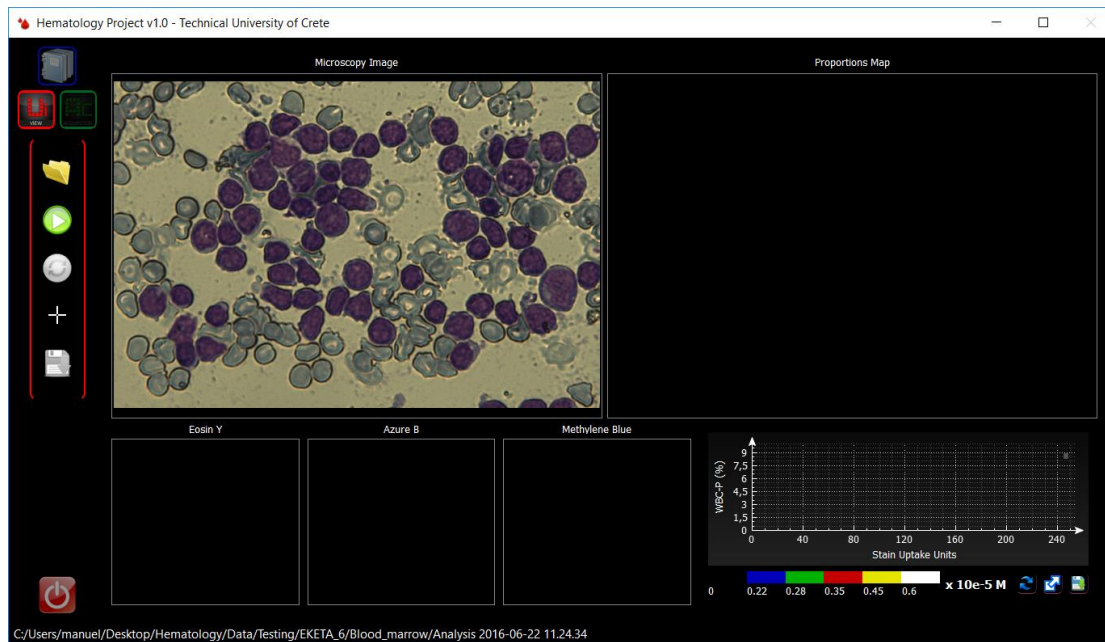 Hematology Project v1.0 - Technical University of Crete
Microscopy Image
Proportions Map
VIEW
Eosin Y
Azure B
Methylene Blue
WBC-P (%)
9
7,5
6
4,5
3
1,5
0
0 40 80 120 160 200 240
Stain Uptake Units
0 0.22 0.28 0.35 0.45 0.6 x 10e-5 M
C:/Users/manuel/Desktop/Hematology/Data/Testing/EKETA_6/Blood_marrow/Analysis 2016-06-22 11.24.34